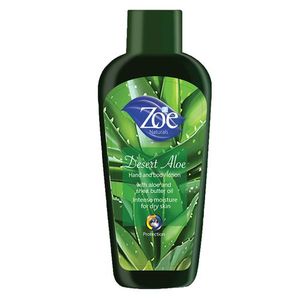 Zoe
Naturals
Desert Aloe
Hand and body lotion
with aloe and
shea butter oil
Intense moisture
for dry skin
Protection